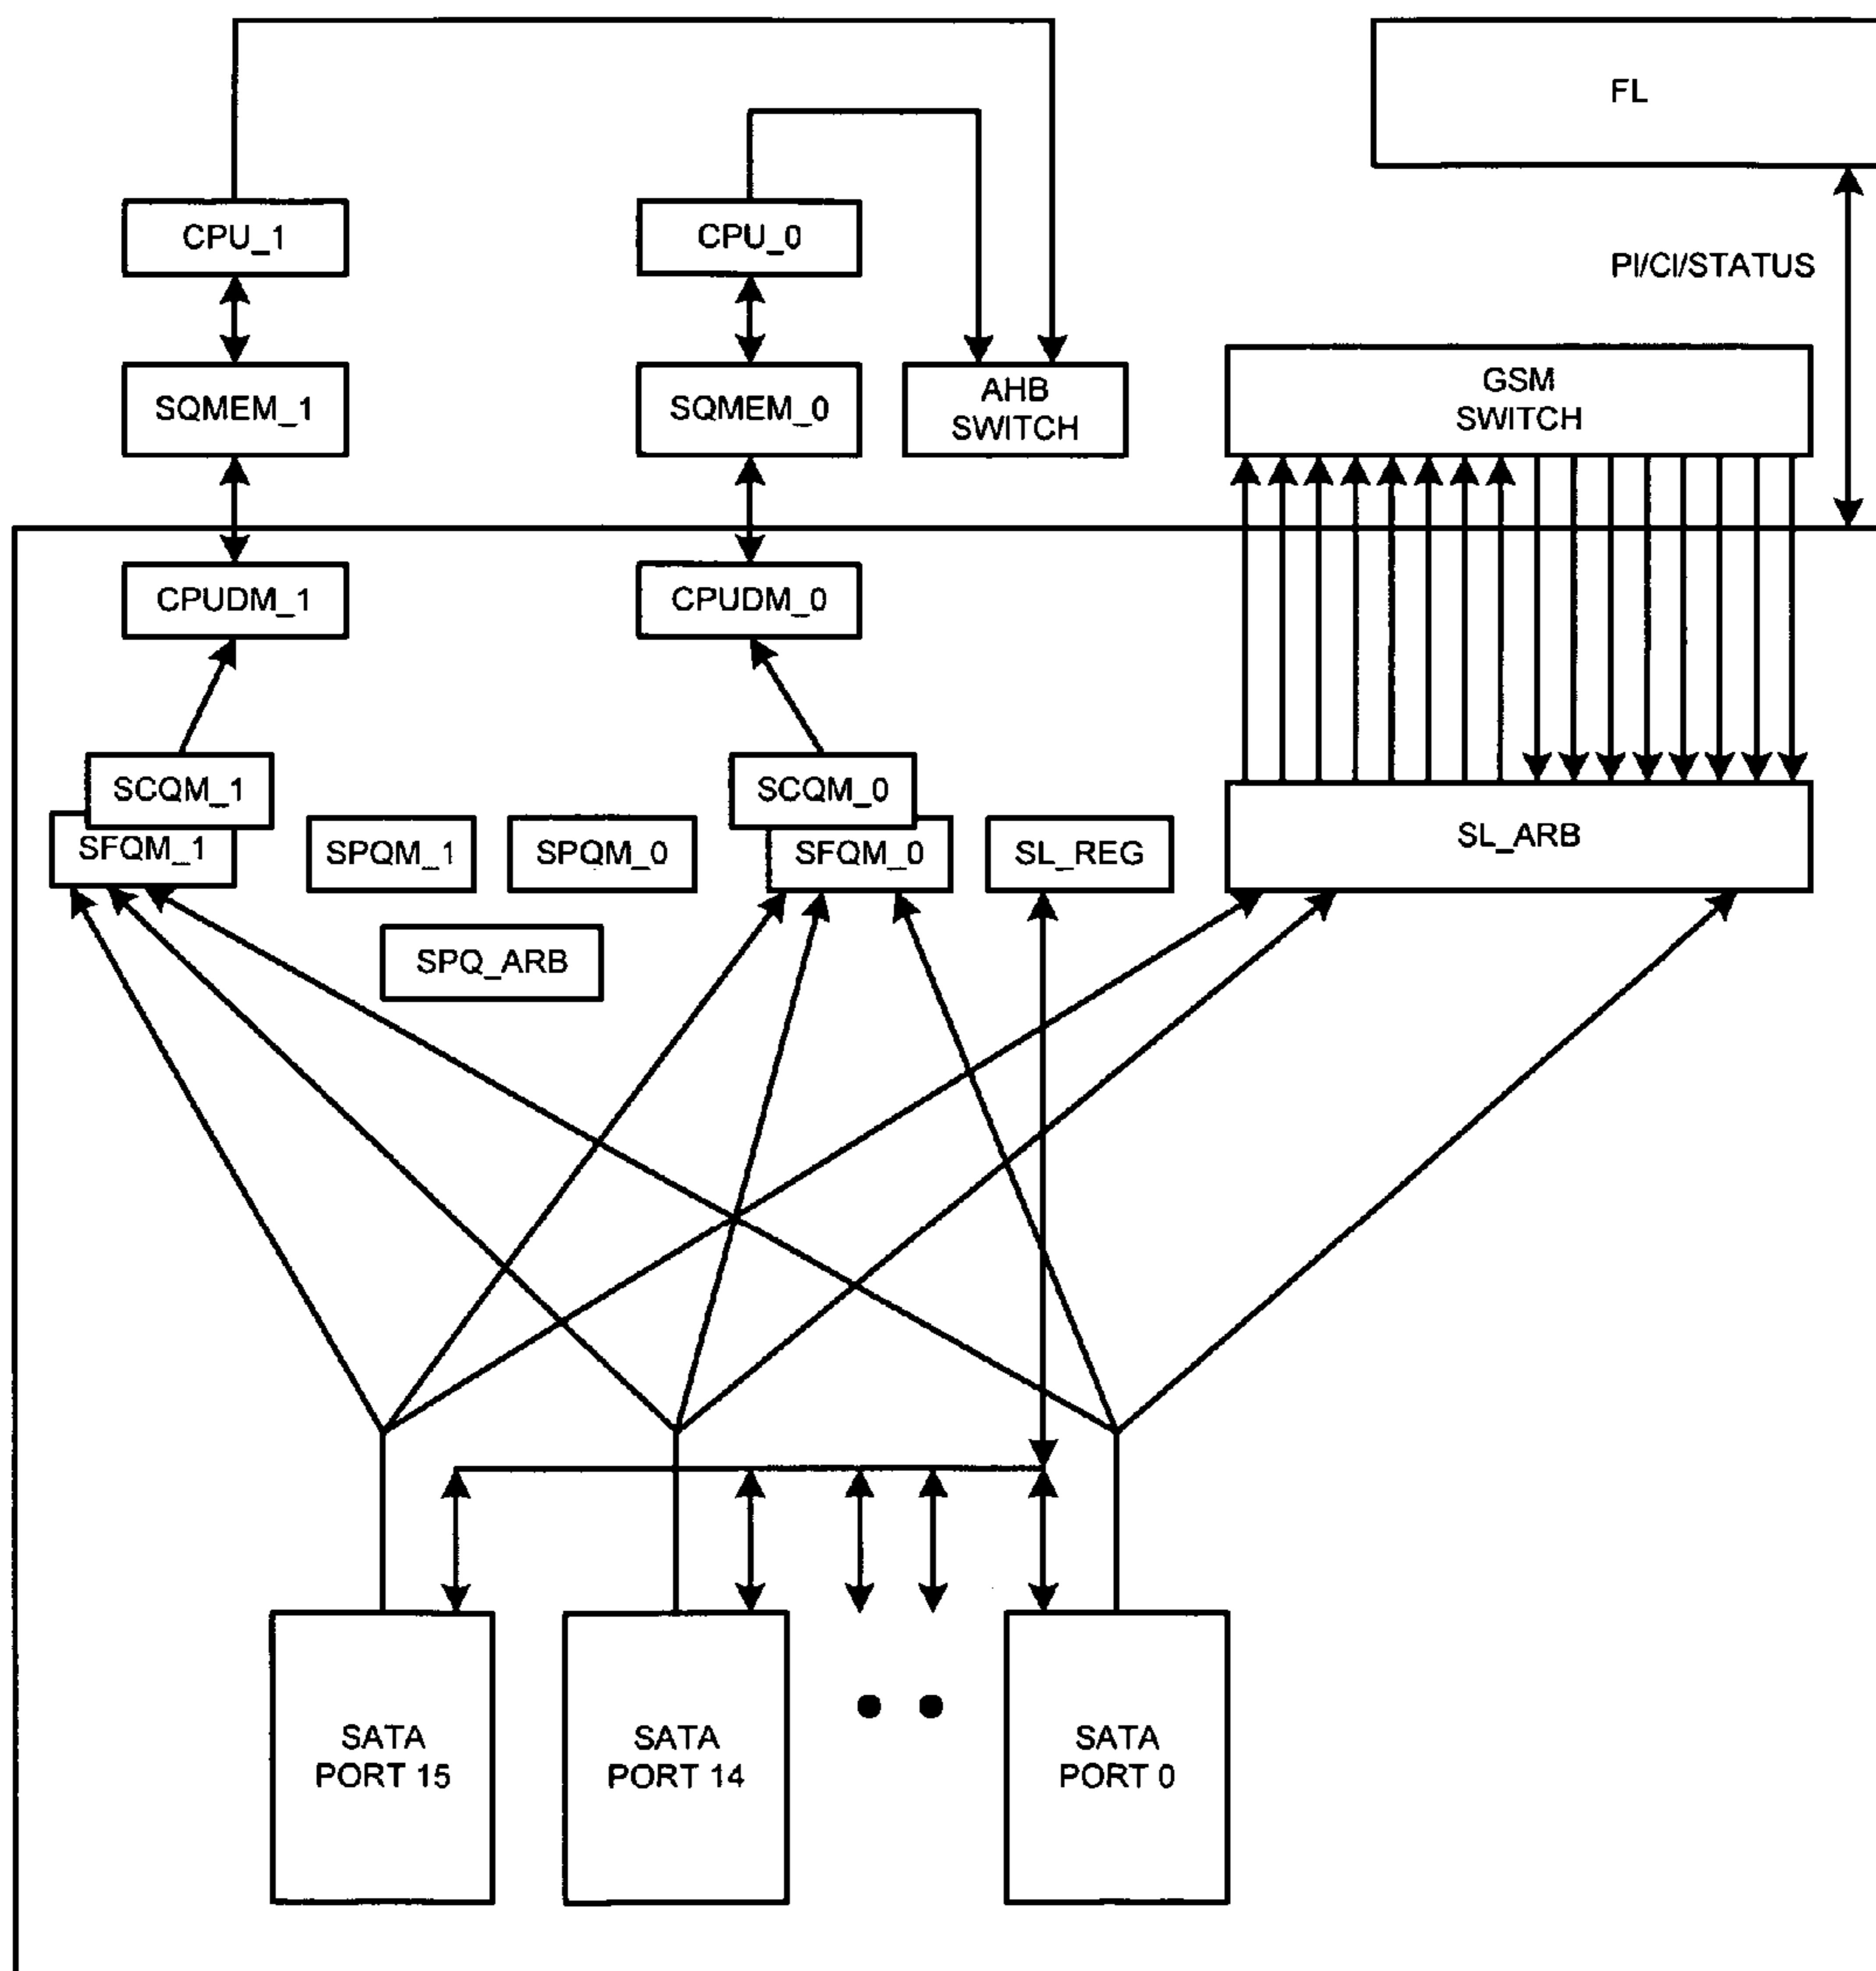 FL
CPU_1
CPU_0
PI/CI/STATUS
SQMEM_1
SQMEM_0
AHB
SWITCH
GSM
SWITCH
CPUDM_1
CPUDM_0
SCQM_1
SCQM_0
SFQM_1
SPQM_1
SPQM_0
SFQM_0
SL_REG
SL_ARB
SPQ_ARB
SATA
PORT 15
SATA
PORT 14
SATA
PORT 0